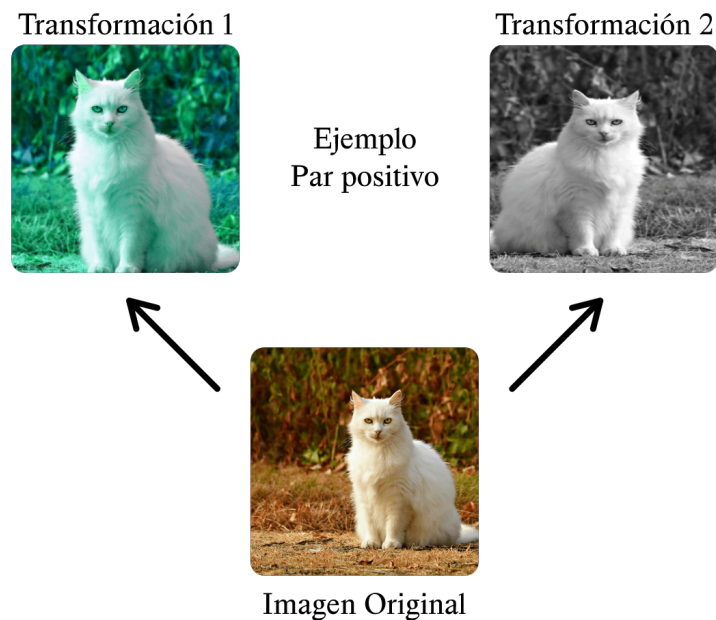 Transformación 1
Transformación 2
Ejemplo
Par positivo
Imagen Original